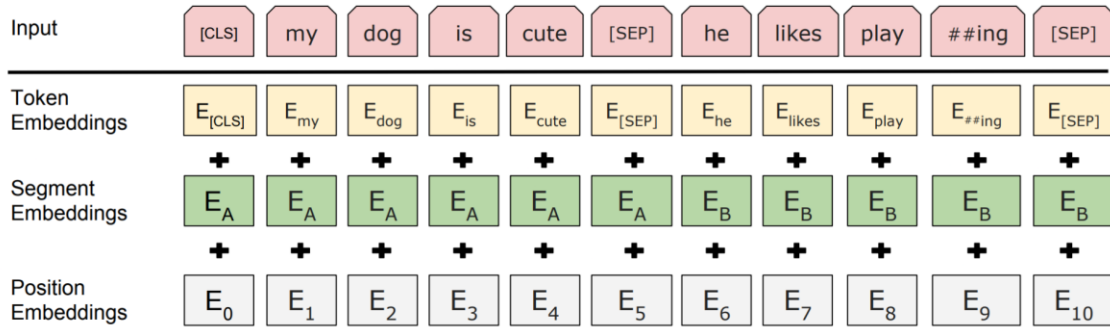 Input [CLS] my dog is cute [SEP] he likes play ##ing [SEP]
Token Embeddings E[CLS] Emy Edog Eis Ecute E[SEP] Ehe Elikes Eplay E##ing E[SEP]
+ + + + + + + + + + +
Segment Embeddings EA EA EA EA EA EA EB EB EB EB EB
+ + + + + + + + + + +
Position Embeddings E0 E1 E2 E3 E4 E5 E6 E7 E8 E9 E10